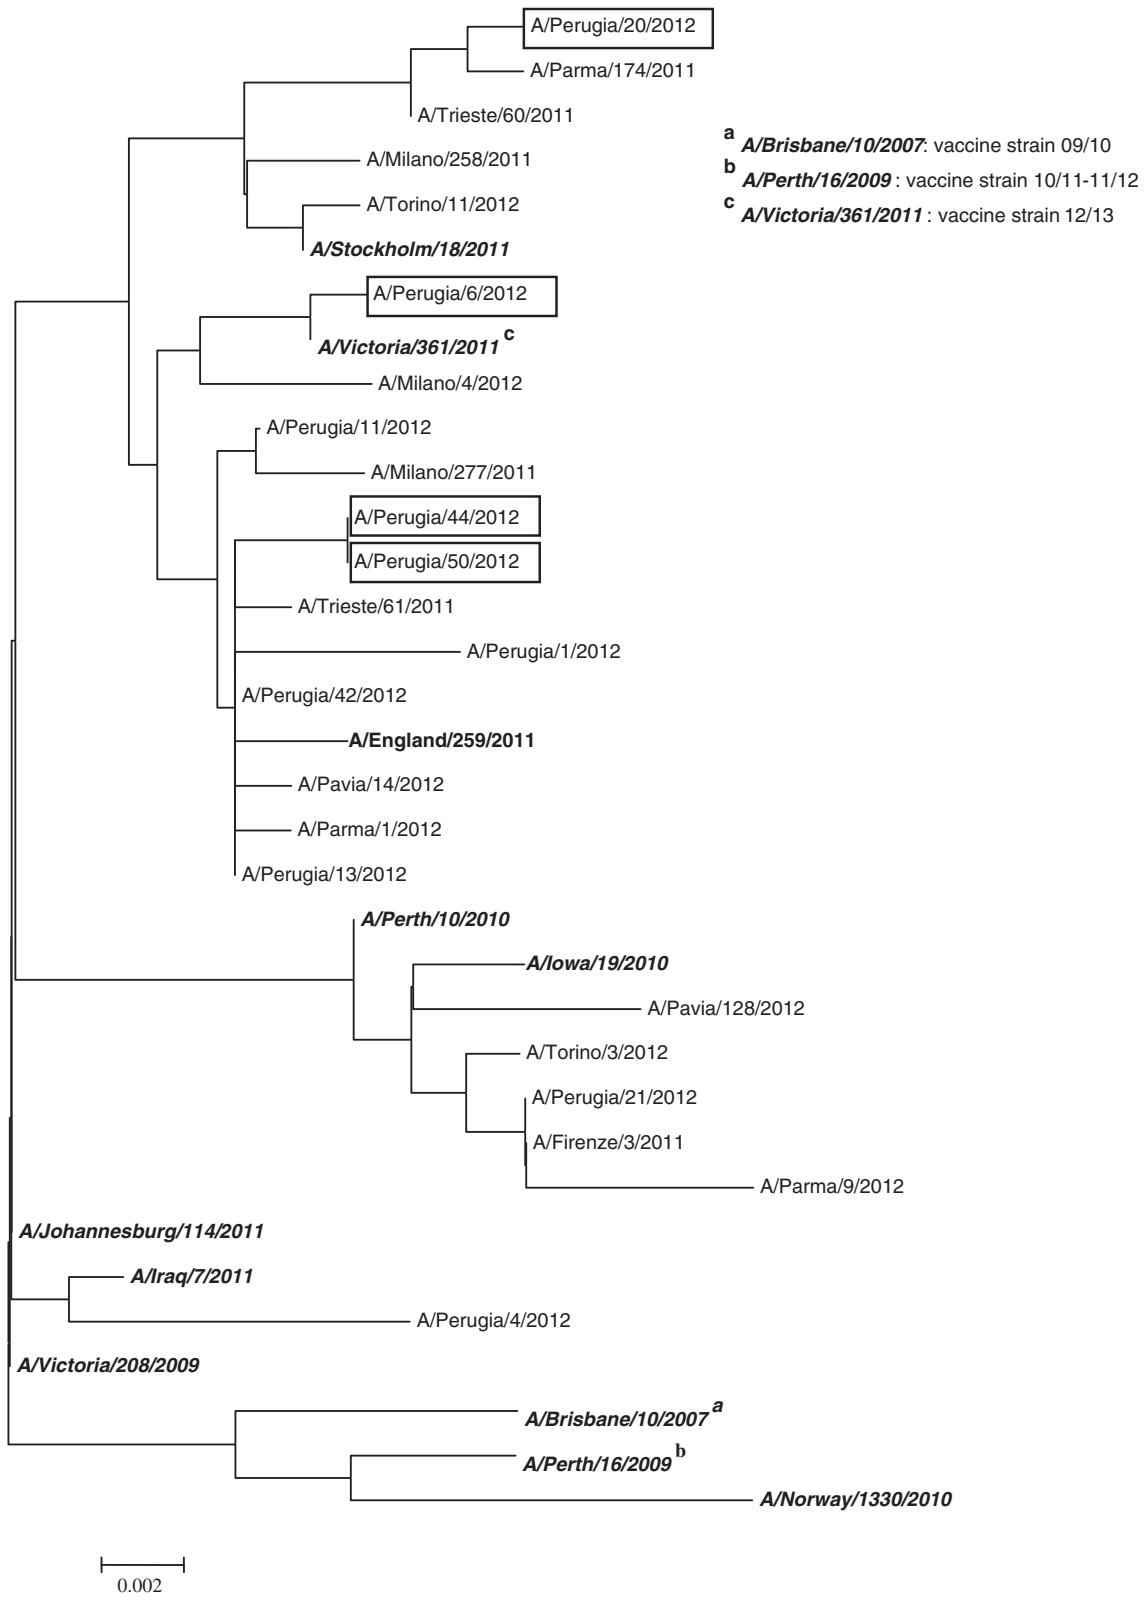 A/Perugia/20/2012
A/Parma/174/2011
A/Trieste/60/2011
a A/Brisbane/10/2007: vaccine strain 09/10
A/Milano/258/2011
b A/Perth/16/2009 : vaccine strain 10/11-11/12
A/Torino/11/2012
c A/Victoria/361/2011 : vaccine strain 12/13
A/Stockholm/18/2011
A/Perugia/6/2012
A/Victoria/361/2011 c
A/Milano/4/2012
A/Perugia/11/2012
A/Milano/277/2011
A/Perugia/44/2012
A/Perugia/50/2012
A/Trieste/61/2011
A/Perugia/1/2012
A/Perugia/42/2012
A/England/259/2011
A/Pavia/14/2012
A/Parma/1/2012
A/Perugia/13/2012
A/Perth/10/2010
A/Iowa/19/2010
A/Pavia/128/2012
A/Torino/3/2012
A/Perugia/21/2012
A/Firenze/3/2011
A/Parma/9/2012
A/Johannesburg/114/2011
A/Iraq/7/2011
A/Perugia/4/2012
A/Victoria/208/2009
A/Brisbane/10/2007 a
A/Perth/16/2009 b
A/Norway/1330/2010
0.002